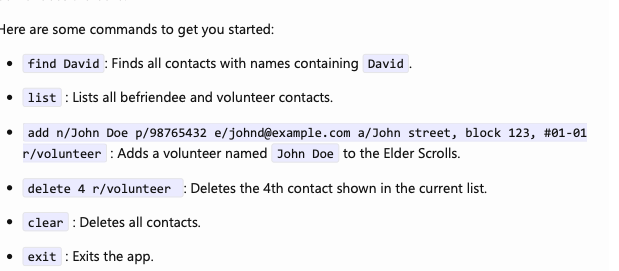 Here are some commands to get you started:
• find David : Finds all contacts with names containing David .
• list : Lists all befriendee and volunteer contacts.
• add n/John Doe p/98765432 e/johnd@example.com a/John street, block 123, #01-01
r/volunteer : Adds a volunteer named John Doe to the Elder Scrolls.
• delete 4 r/volunteer : Deletes the 4th contact shown in the current list.
• clear : Deletes all contacts.
• exit : Exits the app.